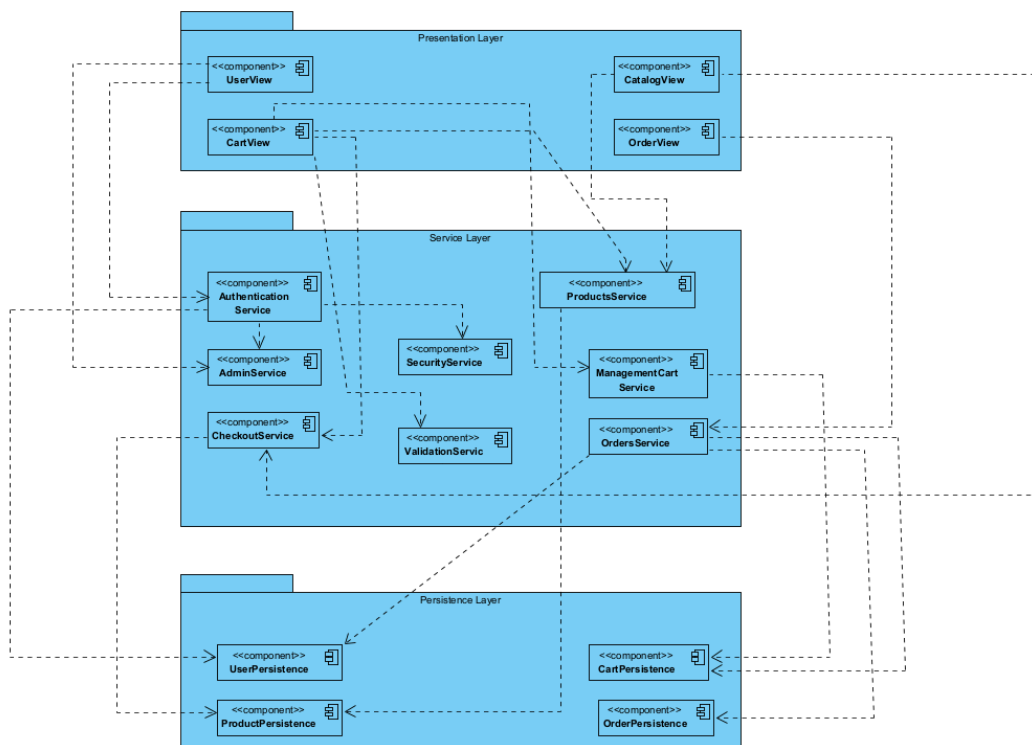 Presentation Layer
<<component>>
UserView
<<component>>
CatalogView
<<component>>
CartView
<<component>>
OrderView
Service Layer
<<component>>
Authentication
Service
<<component>>
ProductsService
<<component>>
SecurityService
<<component>>
AdminService
<<component>>
ManagementCart
Service
<<component>>
CheckoutService
<<component>>
ValidationServic
<<component>>
OrdersService
Persistence Layer
<<component>>
UserPersistence
<<component>>
CartPersistence
<<component>>
ProductPersistence
<<component>>
OrderPersistence